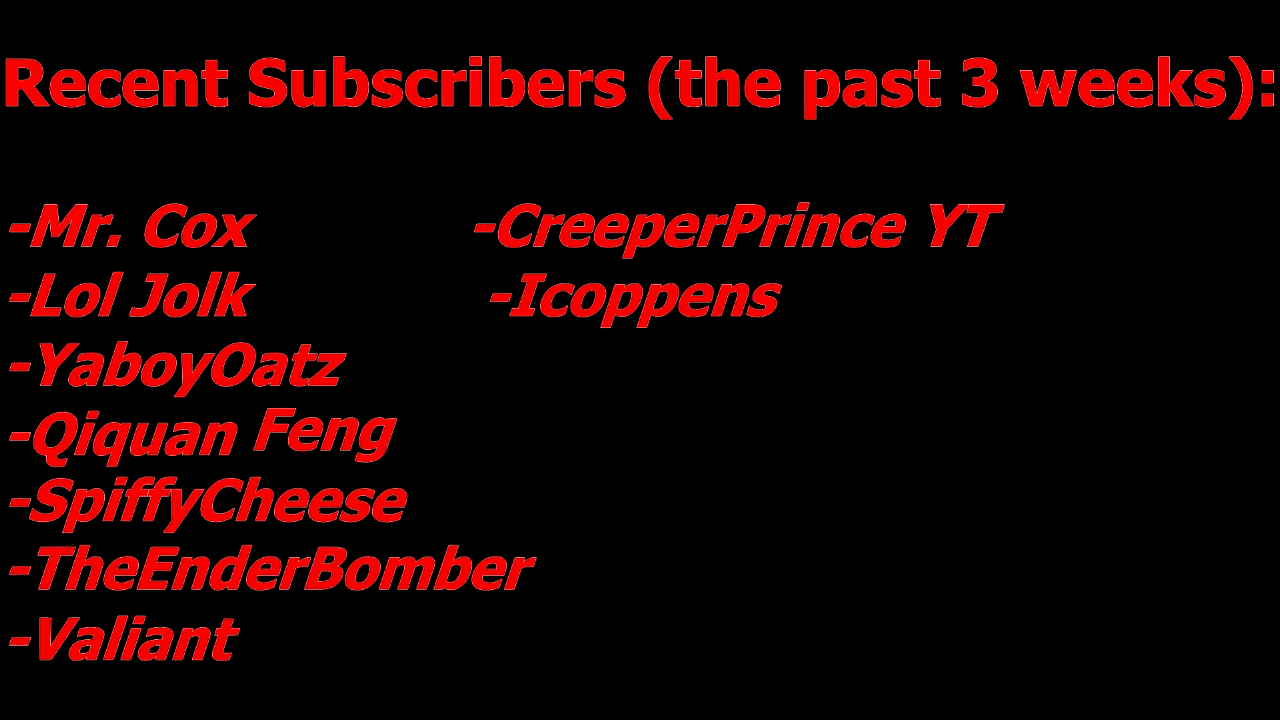 Recent Subscribers (the past 3 weeks):
-Mr. Cox
-Lol Jolk
-YaboyOatz
-Qiquan Feng
-SpiffyCheese
-TheEnderBomber
-Valiant
-CreeperPrince YT
-Icoppens